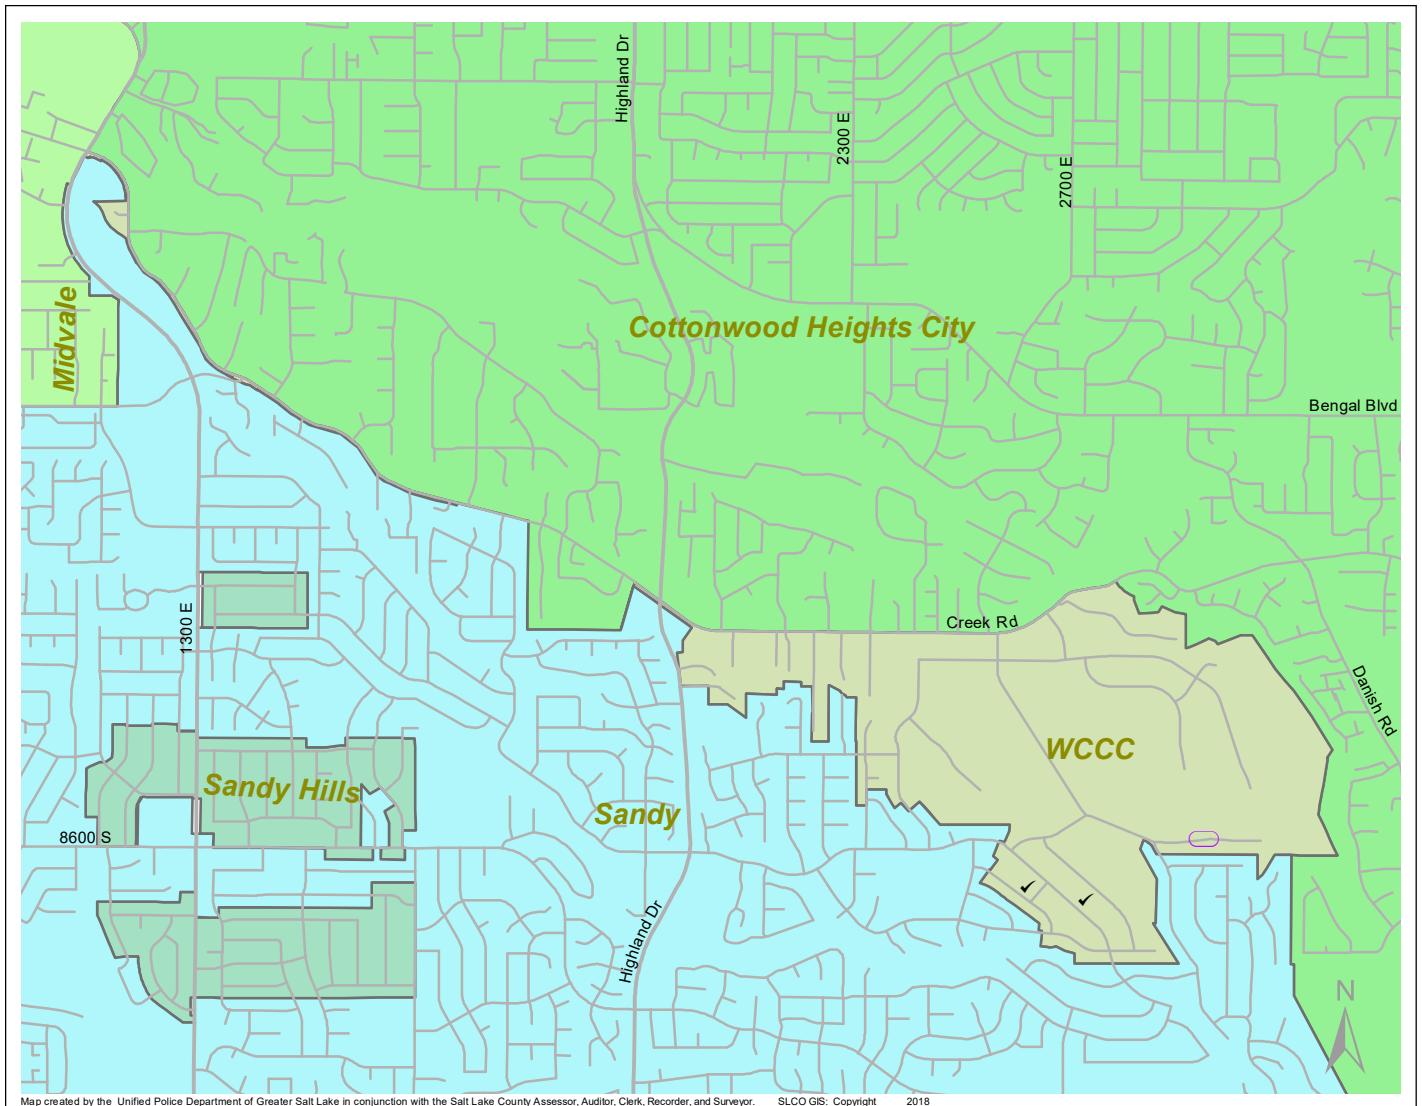 Highland Dr
2300 E
2700 E
Midvale
Cottonwood Heights City
Bengal Blvd
1300 E
Creek Rd
Danish Rd
WCCC
Sandy Hills
Sandy
8600 S
Highland Dr
N
Map created by the Unified Police Department of Greater Salt Lake in conjunction with the Salt Lake County Assessor, Auditor, Clerk, Recorder, and Surveyor. SLCO GIS: Copyright 2018